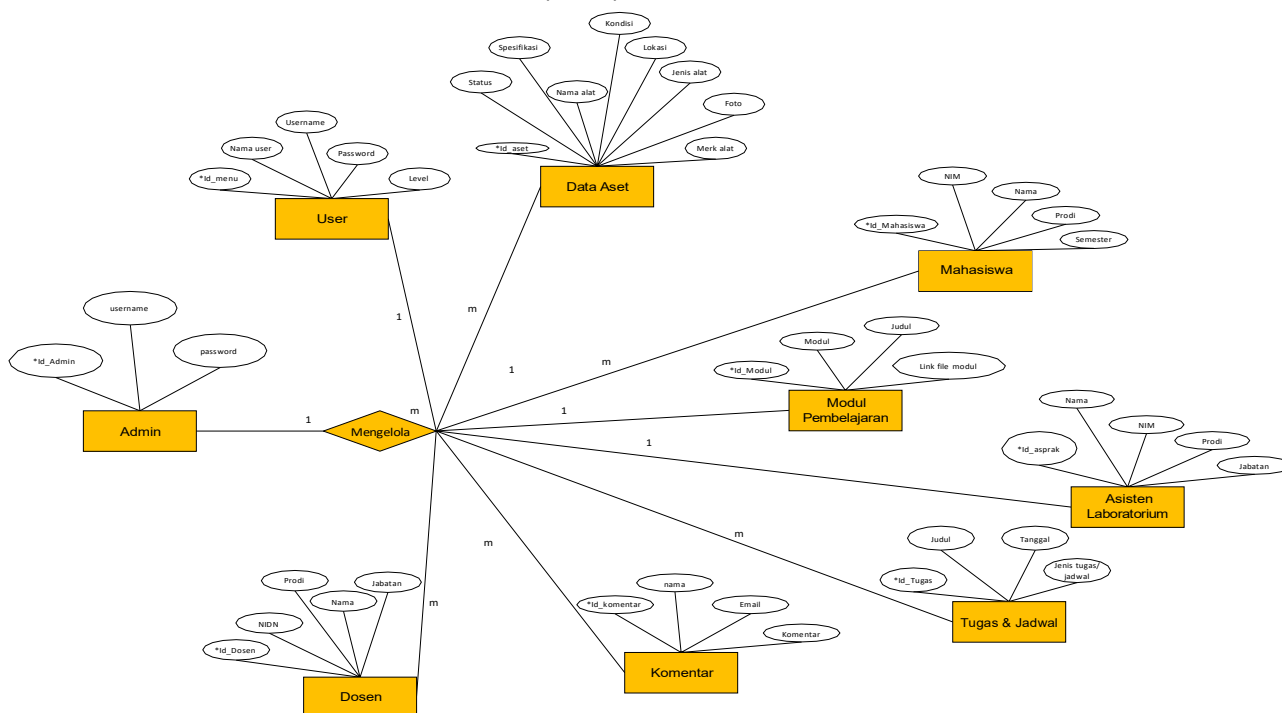 Kondisi
Spesifikasi
Lokasi
Jenis alat
Status
Nama alat
Foto
*Id_aset
Merk alat
Data Aset
Username
Nama user
Password
*Id_menu
Level
User
NIM
Nama
*Id_Mahasiswa
Prodi
Semester
Mahasiswa
username
*Id_Admin
password
Admin
1
Mengelola
m
1
m
m
1
1
1
m
m
m
Judul
Modul
*Id_Modul
Link file modul
Modul
Pembelajaran
Nama
NIM
*Id_asprak
Prodi
Jabatan
Asisten
Laboratorium
Judul
Tanggal
*Id_Tugas
Jenis tugas/
jadwal
Tugas & Jadwal
nama
*Id_komentar
Email
Komentar
Komentar
Prodi
Jabatan
Nama
NIDN
*Id_Dosen
Dosen